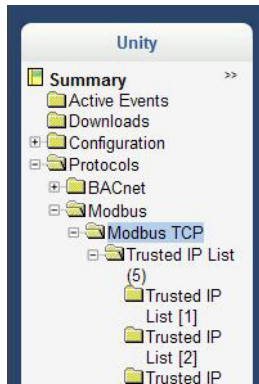 Unity
Summary >>
Active Events
Downloads
Configuration
Protocols
BACnet
Modbus
Modbus TCP
Trusted IP List
(5)
Trusted IP
List [1]
Trusted IP
List [2]
Trusted IP